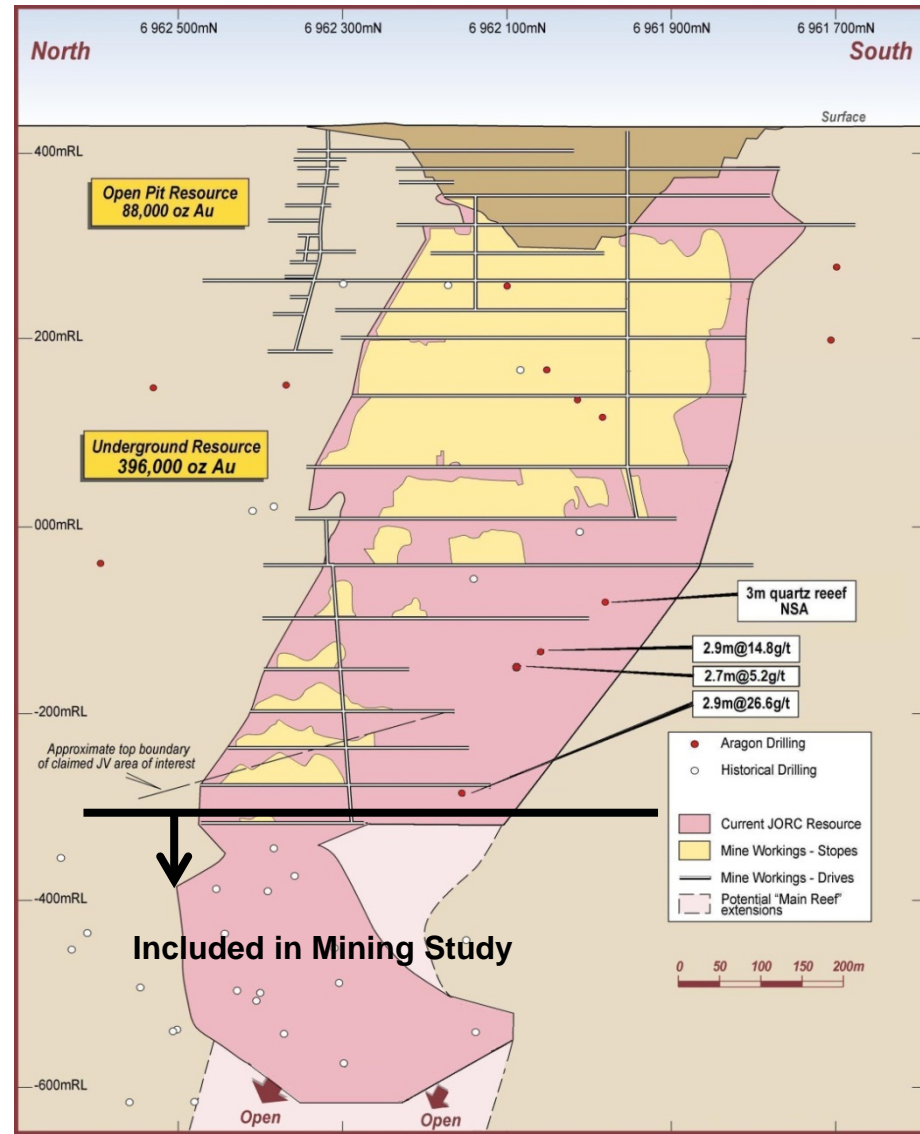 6 962 500mN
6 962 300mN
6 962 100mN
6 961 900mN
6 961 700mN
North
South
Surface
400mRL
Open Pit Resource
88,000 oz Au
200mRL
Underground Resource
396,000 oz Au
000mRL
3m quartz reeef
NSA
2.9m@14.8g/t
2.7m@5.2g/t
2.9m@26.6g/t
-200mRL
Approximate top boundary
of claimed JV area of interest
Aragon Drilling
Historical Drilling
Current JORC Resource
Mine Workings - Stopes
Mine Workings - Drives
Potential "Main Reef"
extensions
-400mRL
Included in Mining Study
0 50 100 150 200m
-600mRL
Open
Open